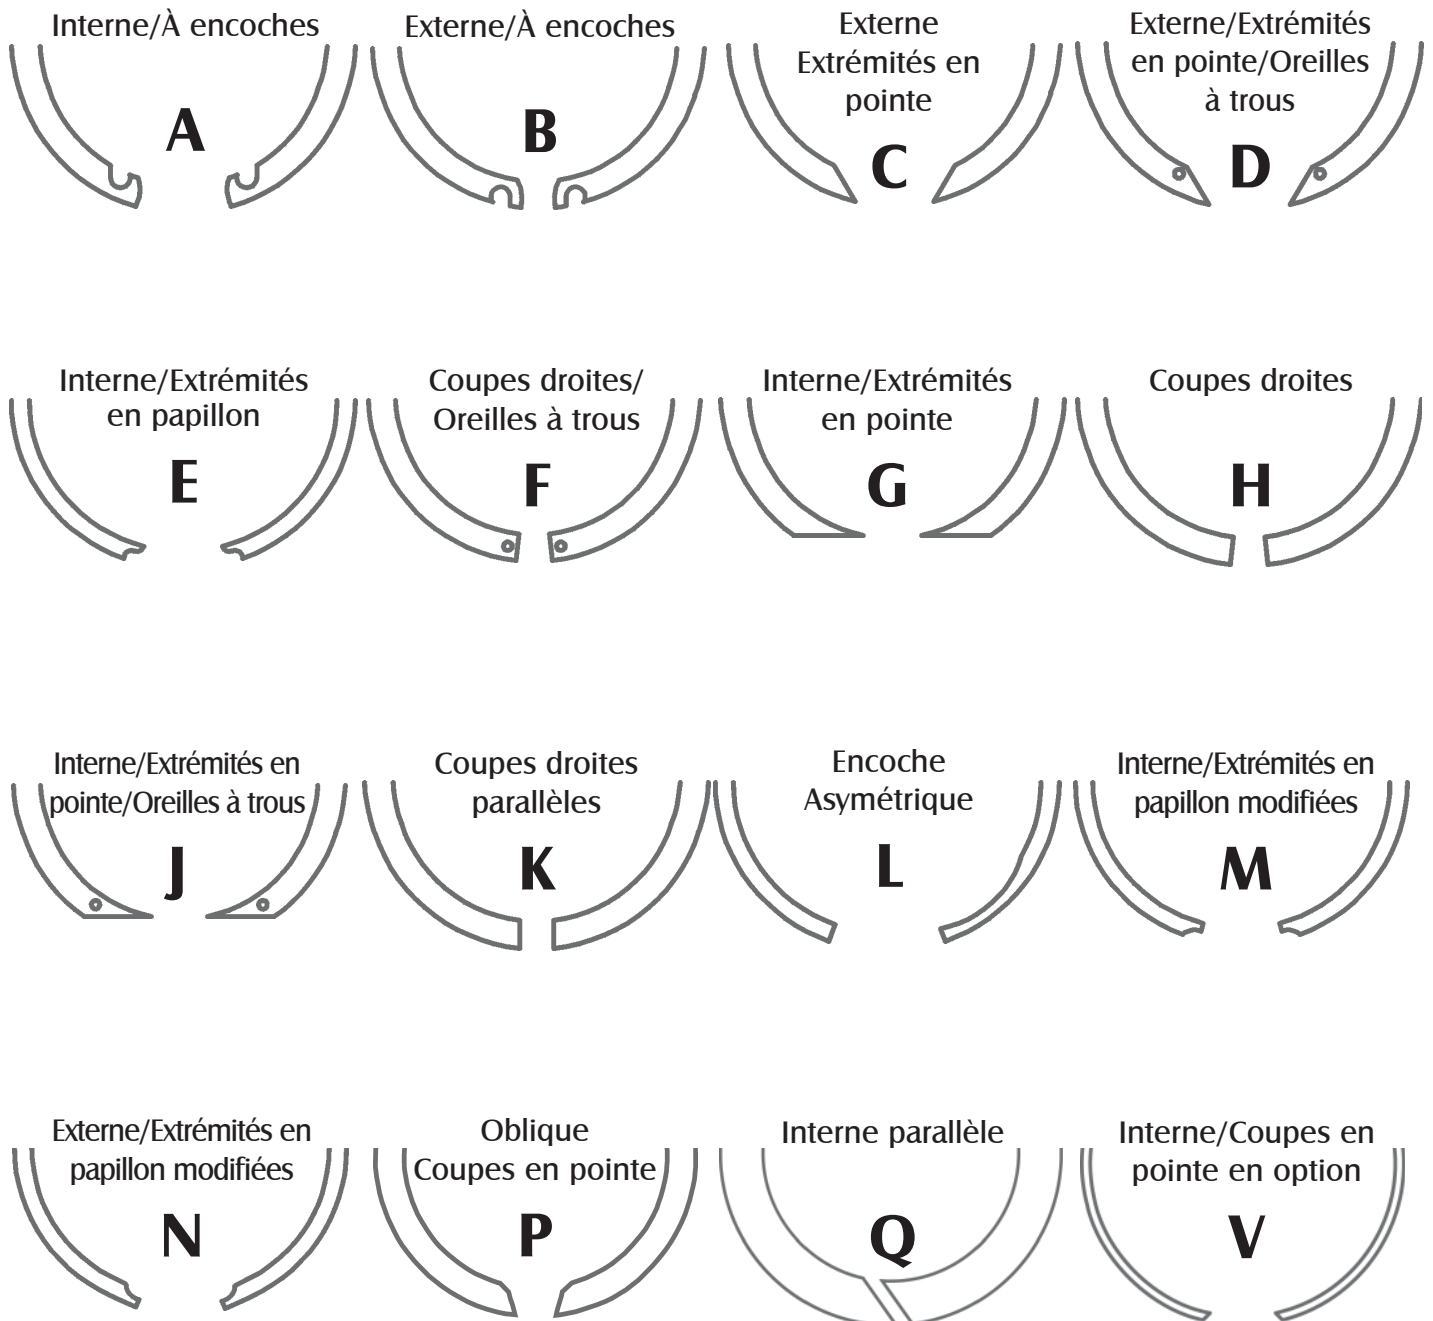 Interne/À encoches
A
Externe/À encoches
B
Externe
Extrémités en
pointe
C
Externe/Extrémités
en pointe/Oreilles
à trous
D
Interne/Extrémités
en papillon
E
Coupes droites/
Oreilles à trous
F
Interne/Extrémités
en pointe
G
Coupes droites
H
Interne/Extrémités en
pointe/Oreilles à trous
J
Coupes droites
parallèles
K
Encoche
Asymétrique
L
Interne/Extrémités en
papillon modifiées
M
Externe/Extrémités en
papillon modifiées
N
Oblique
Coupes en pointe
P
Interne parallèle
Q
Interne/Coupes en
pointe en option
V